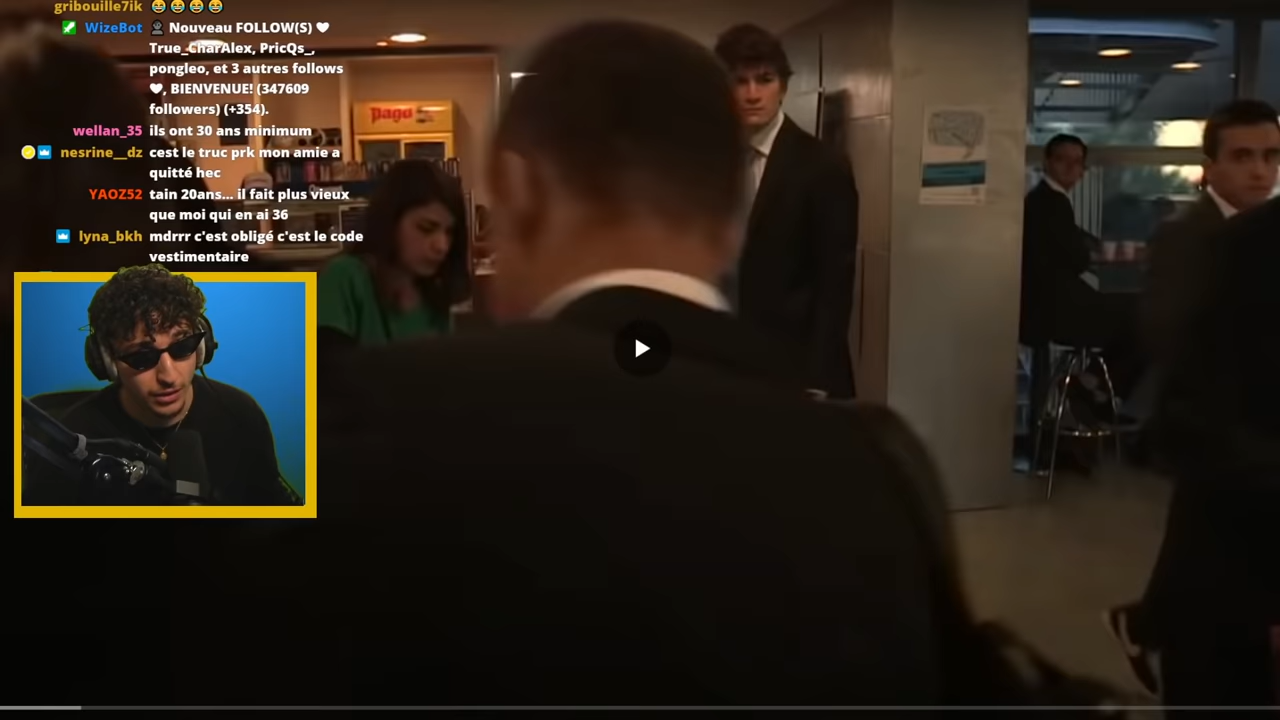 gribouille7ik 😂 😂 😂 😂
WizeBot Nouveau FOLLOW(S) ♥
True_CharAlex, PricQs_,
pongleo, et 3 autres follows
♥, BIENVENUE! (347609
followers) (+354).
wellan_35 ils ont 30 ans minimum
nesrine__dz cest le truc prk mon amie a
quitté hec
YAOZ52 tain 20ans... il fait plus vieux
que moi qui en ai 36
lyna_bkh mdrrr c'est obligé c'est le code
vestimentaire
pago